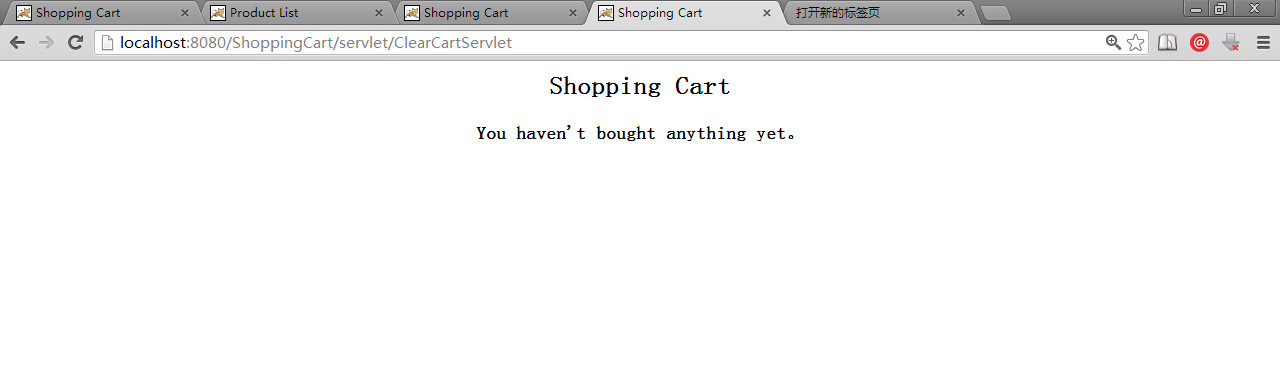 Shopping Cart
Product List
Shopping Cart
Shopping Cart
打开新的标签页
localhost:8080/ShoppingCart/servlet/ClearCartServlet
Shopping Cart
You haven't bought anything yet。